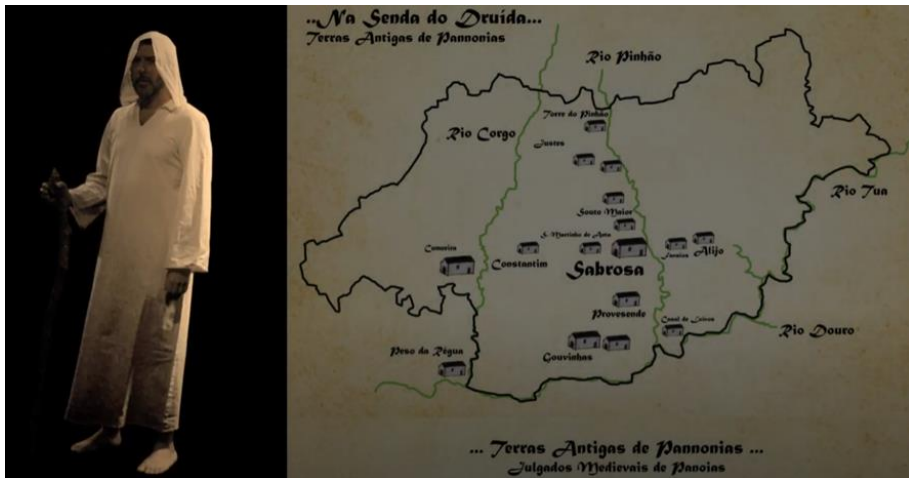 ..Na Senda do Druída...
Terras Antigas de Pannonias
Rio Pinhão
Torre do Pinhão
Rio Corgo
Justes
Rio Tua
Souto Maior
S. Martinho de Anta
Constantim
Sabrosa
Alijó
Provesende
Casal de Loivos
Rio Douro
Gouvinhas
Peso da Régua
... Terras Antigas de Pannonias ...
Julgados Medievais de Panoias